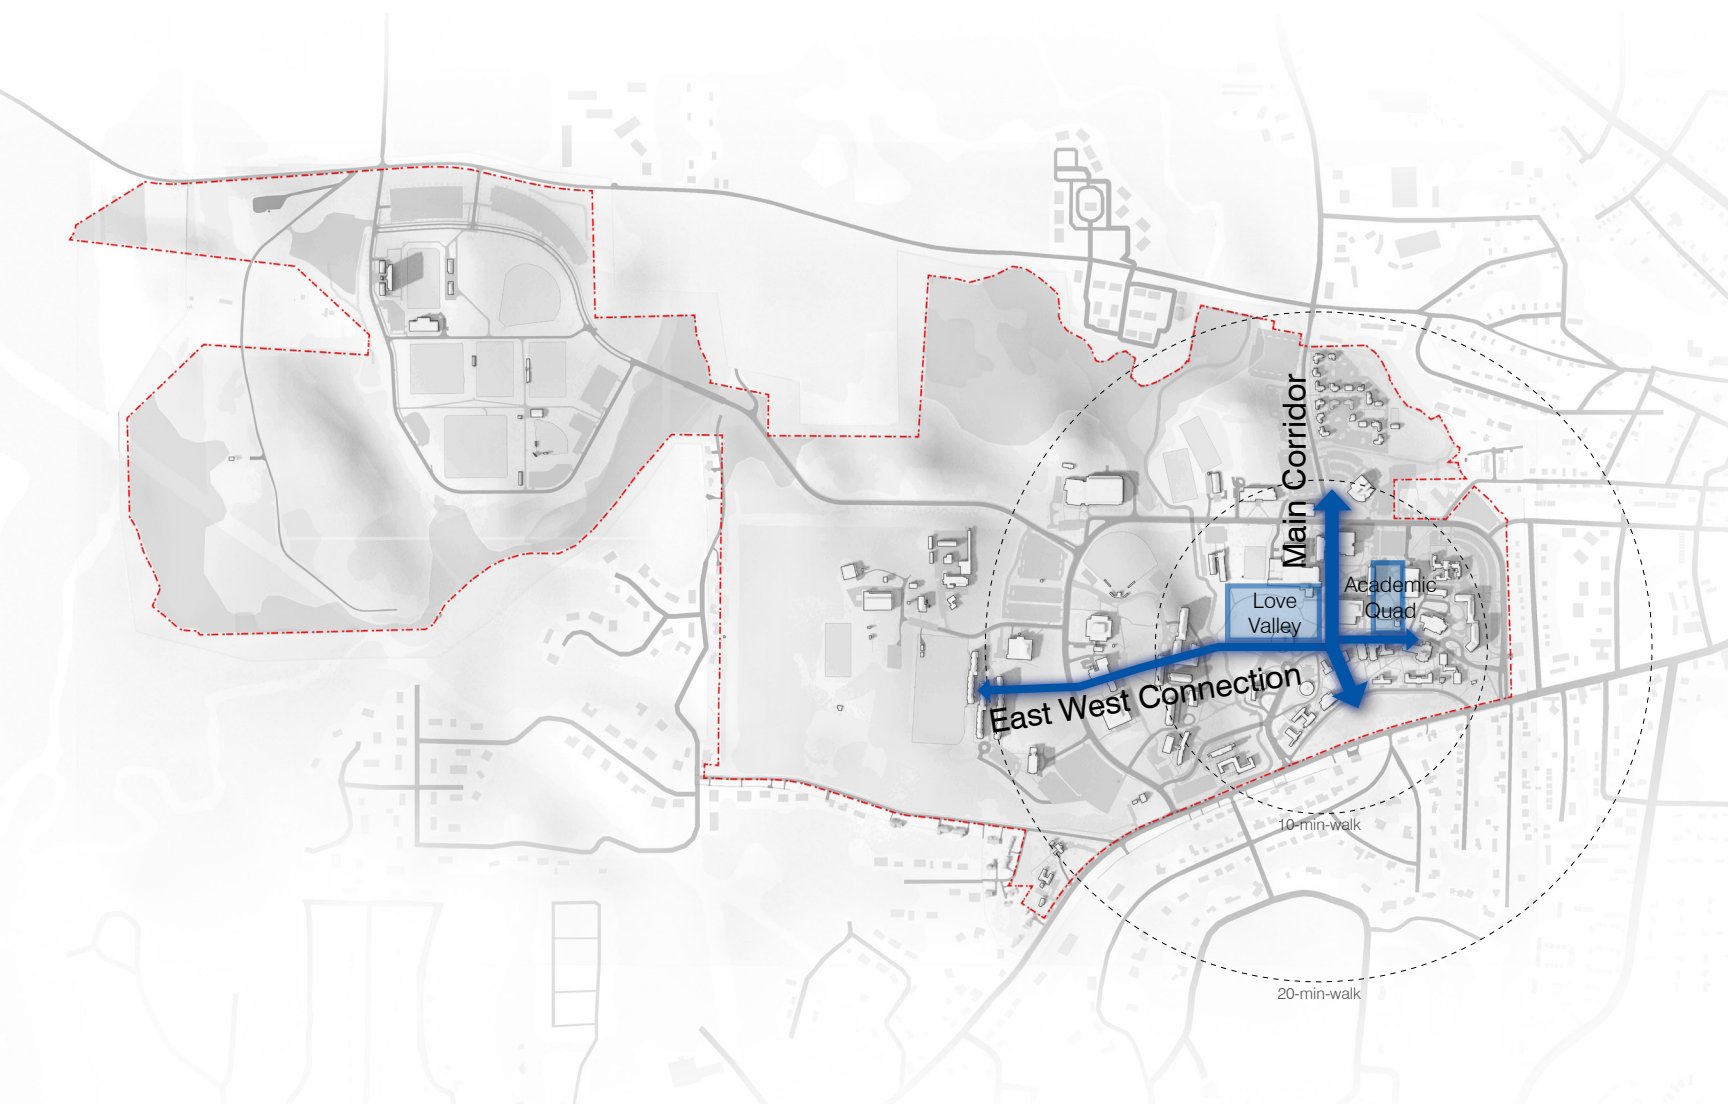 Main Corridor
Academic
Quad
Love
Valley
East West Connection
10-min-walk
20-min-walk